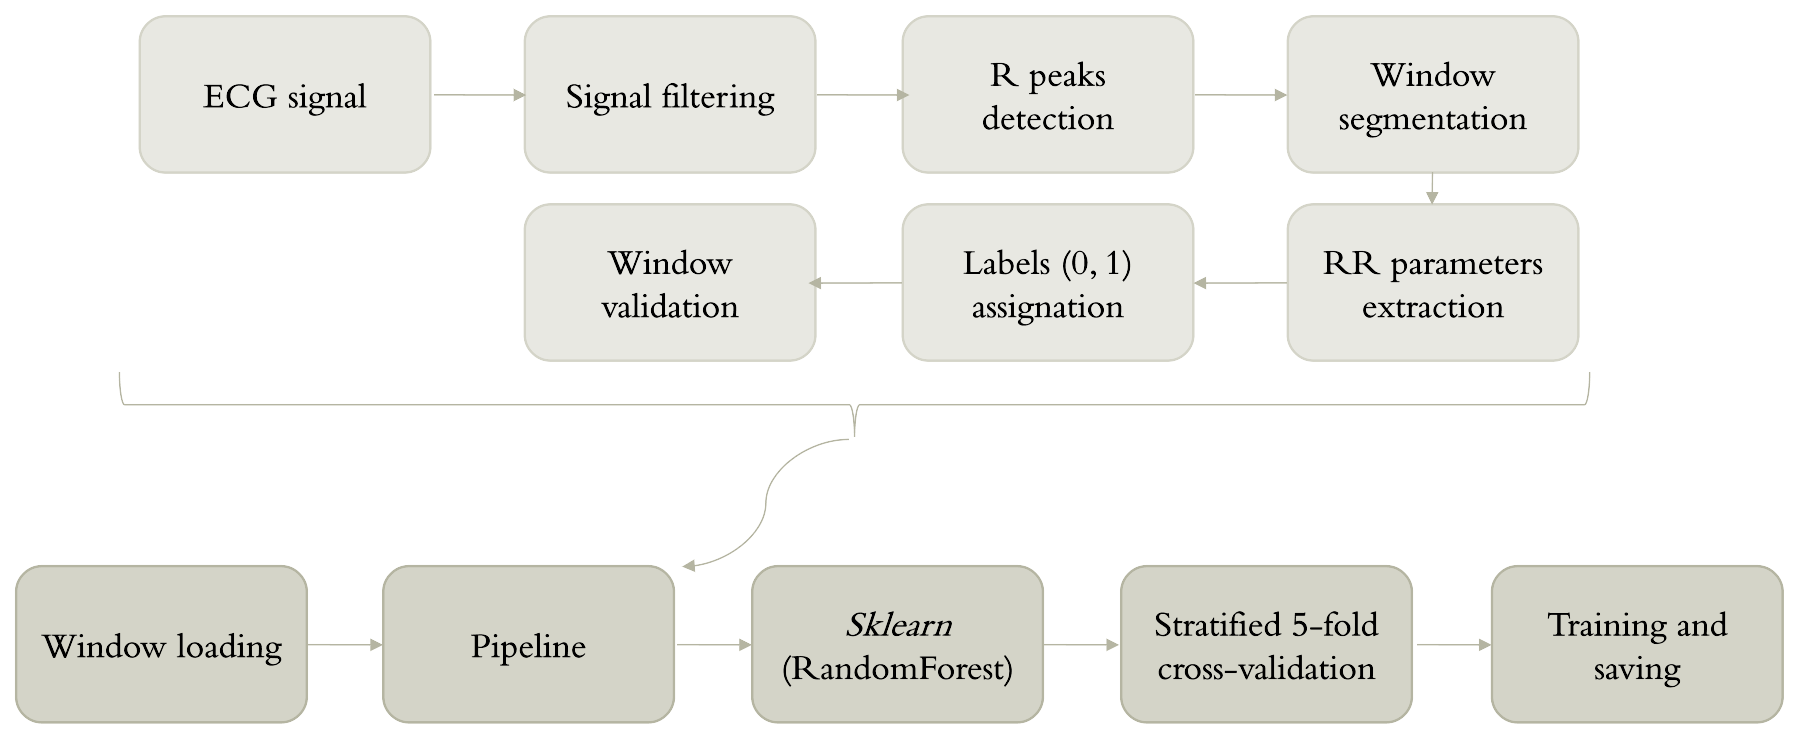 ECG signal
Signal filtering
R peaks
detection
Window
segmentation
Window
validation
Labels (0, 1)
assignation
RR parameters
extraction
Window loading
Pipeline
Sklearn
(RandomForest)
Stratified 5-fold
cross-validation
Training and
saving